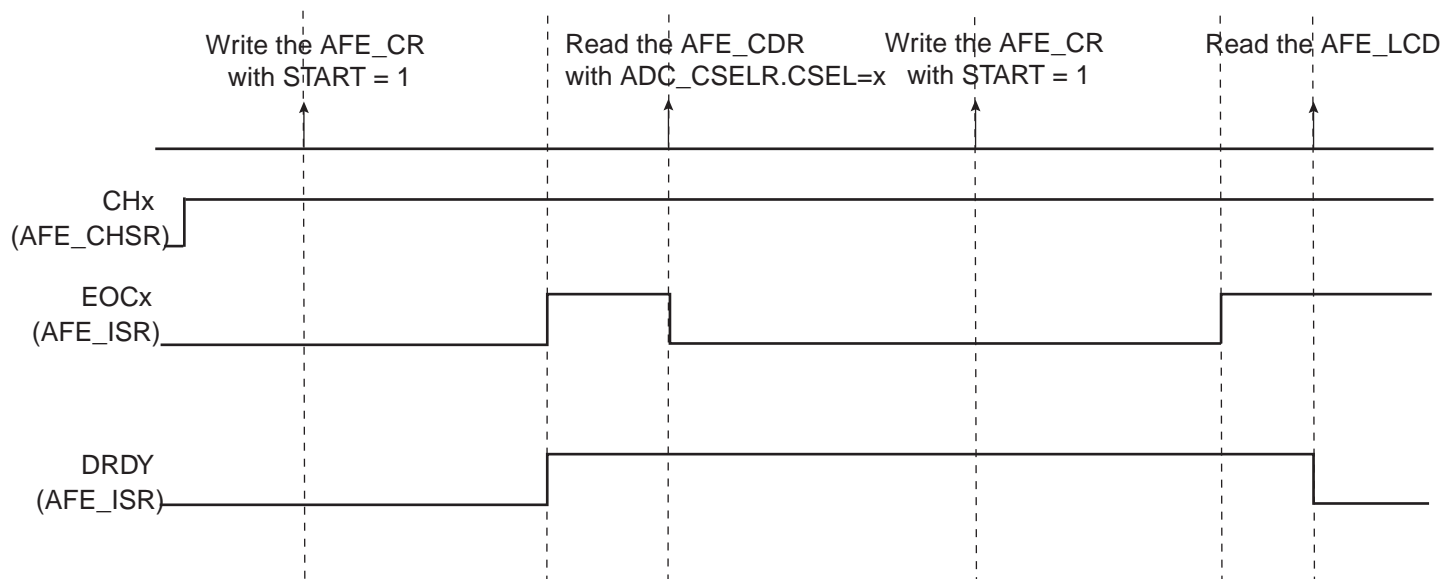 Write the AFE_CR
with START = 1
Read the AFE_CDR
with ADC_CSELR.CSEL=x
Write the AFE_CR
with START = 1
Read the AFE_LCD
CHx
(AFE_CHSR)
EOCx
(AFE_ISR)
DRDY
(AFE_ISR)